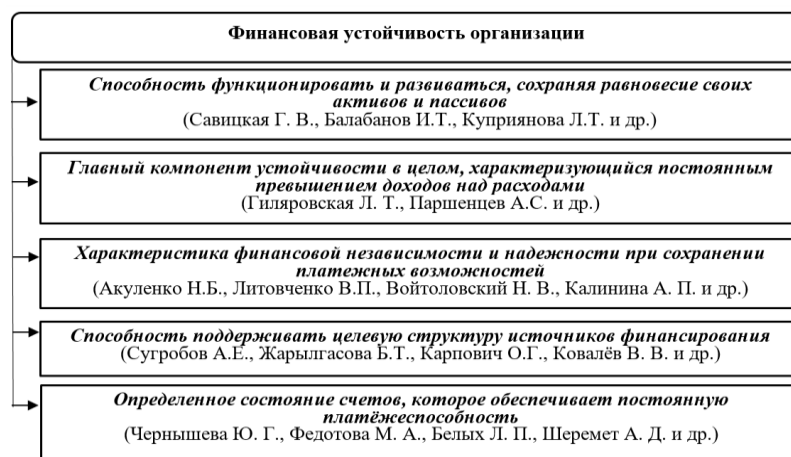 Финансовая устойчивость организации
Способность функционировать и развиваться, сохраняя равновесие своих
активов и пассивов
(Савицкая Г. В., Балабанов И.Т., Куприянова Л.Т. и др.)
Главный компонент устойчивости в целом, характеризующийся постоянным
превышением доходов над расходами
(Гиляровская Л. Т., Паршенцев А.С. и др.)
Характеристика финансовой независимости и надежности при сохранении
платежных возможностей
(Акуленко Н.Б., Литовченко В.П., Войтоловский Н. В., Калинина А. П. и др.)
Способность поддерживать целевую структуру источников финансирования
(Сугробов А.Е., Жарылгасова Б.Т., Карпович О.Г., Ковалёв В. В. и др.)
Определенное состояние счетов, которое обеспечивает постоянную
платёжеспособность
(Чернышева Ю. Г., Федотова М. А., Белых Л. П., Шеремет А. Д. и др.)